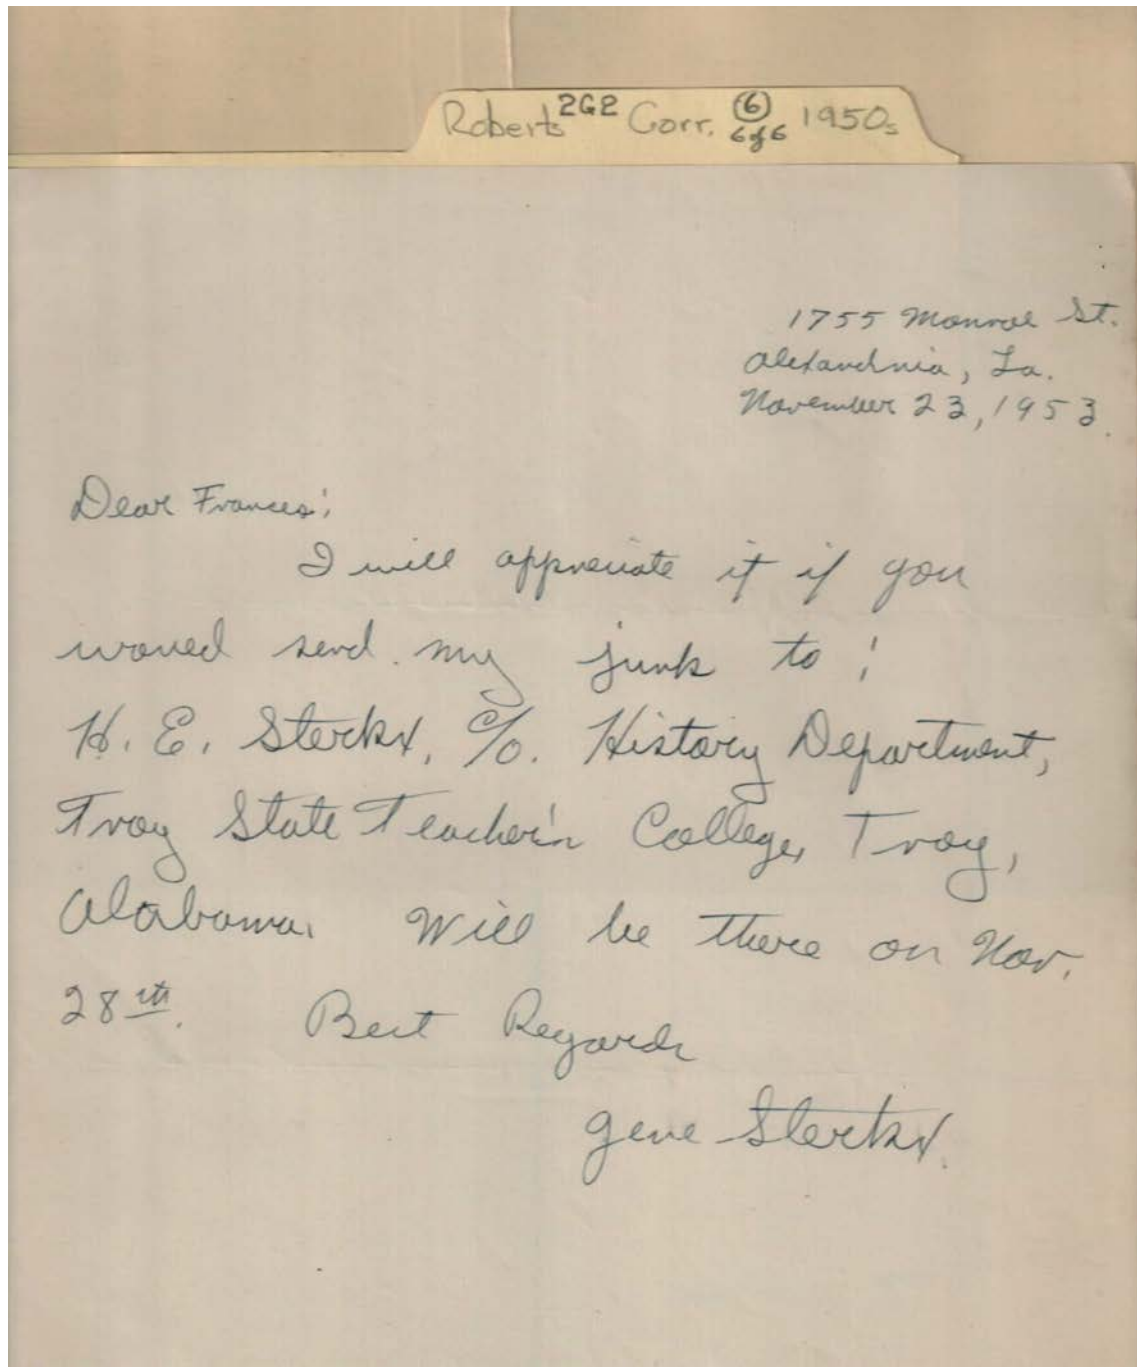 Roberts 2G2 Corr. 6 6 of 6 1950s
1755 Monroe St.
Alexandria, La.
November 23, 1953.
Dear Frances:
I will appreciate it if you
would send my junk to:
H. E. Sterkx, c/o. History Department,
Troy State Teacher's College, Troy,
Alabama. Will be there on Nov.
28th. Best Regards
Gene Sterkx.